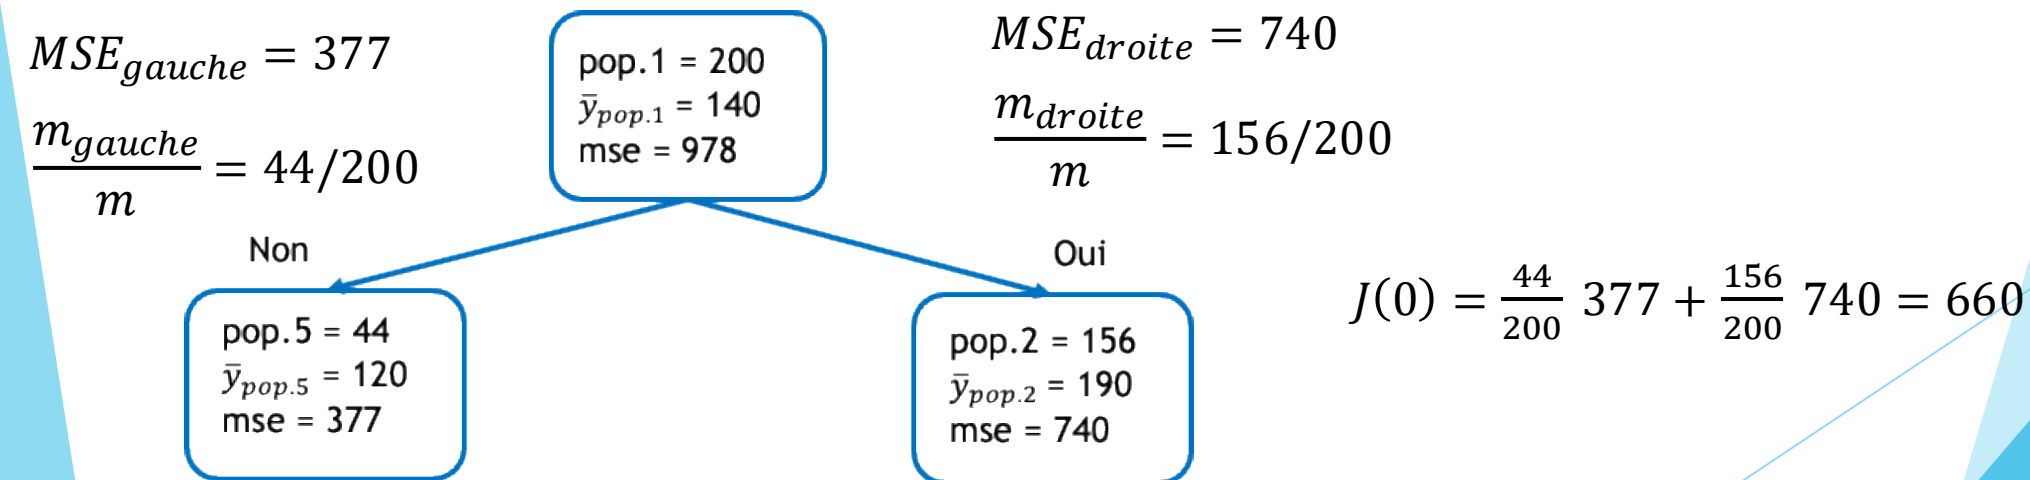 MSE_gauche = 377
m_gauche/m = 44/200
pop.1 = 200
ȳ_pop.1 = 140
mse = 978
MSE_droite = 740
m_droite/m = 156/200
Non
Oui
pop.5 = 44
ȳ_pop.5 = 120
mse = 377
pop.2 = 156
ȳ_pop.2 = 190
mse = 740
J(0) = 44/200 377 + 156/200 740 = 660